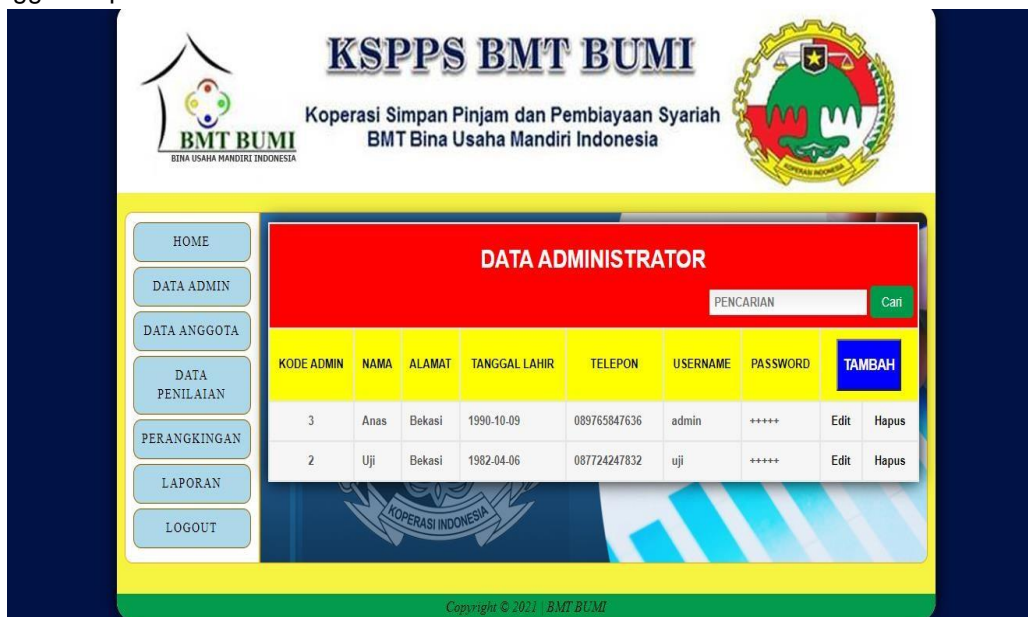 KSPPS BMT BUMI
Koperasi Simpan Pinjam dan Pembiayaan Syariah
BMT Bina Usaha Mandiri Indonesia
BMT BUMI
BINA USAHA MANDIRI INDONESIA
KOPERASI INDONESIA
HOME
DATA ADMIN
DATA ANGGOTA
DATA
PENILAIAN
PERANGKINGAN
LAPORAN
LOGOUT
DATA ADMINISTRATOR
PENCARIAN Cari
KODE ADMIN NAMA ALAMAT TANGGAL LAHIR TELEPON USERNAME PASSWORD TAMBAH
3 Anas Bekasi 1990-10-09 089765847636 admin +++++ Edit Hapus
2 Uji Bekasi 1982-04-06 087724247832 uji +++++ Edit Hapus
KOPERASI INDONESIA
Copyright © 2021 | BMT BUMI